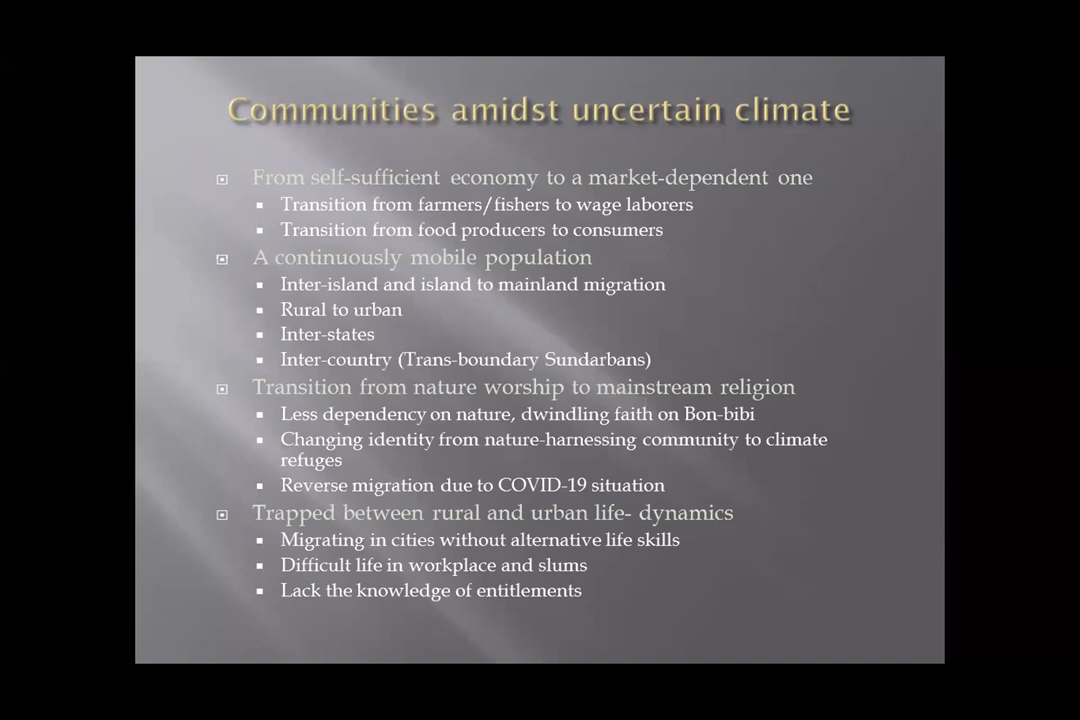 Communities amidst uncertain climate
From self-sufficient economy to a market-dependent one
Transition from farmers/fishers to wage laborers
Transition from food producers to consumers
A continuously mobile population
Inter-island and island to mainland migration
Rural to urban
Inter-states
Inter-country (Trans-boundary Sundarbans)
Transition from nature worship to mainstream religion
Less dependency on nature, dwindling faith on Bon-bibi
Changing identity from nature-harnessing community to climate
refuges
Reverse migration due to COVID-19 situation
Trapped between rural and urban life- dynamics
Migrating in cities without alternative life skills
Difficult life in workplace and slums
Lack the knowledge of entitlements